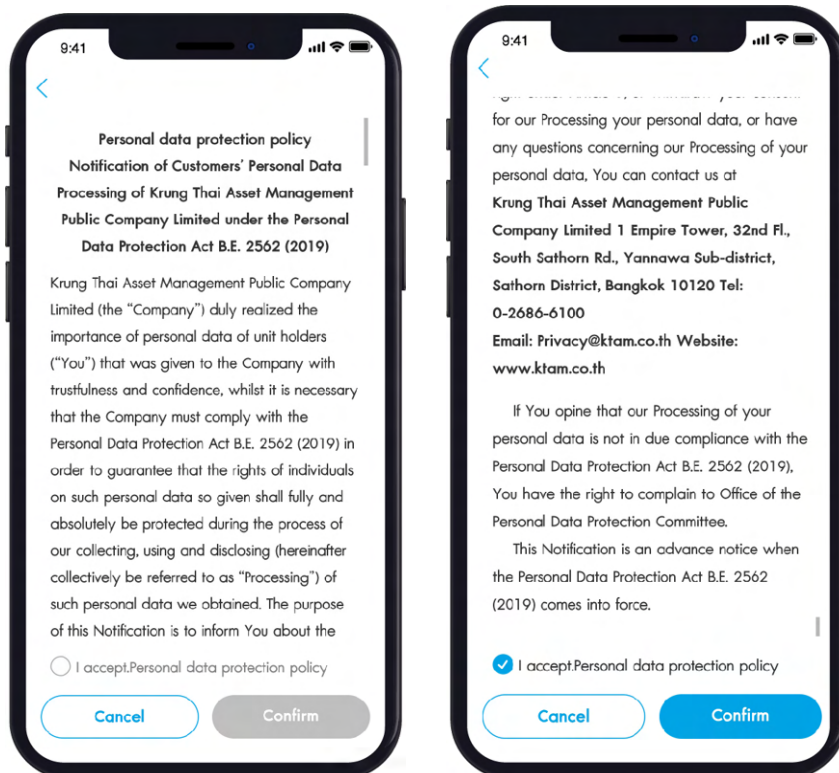 9:41
Personal data protection policy
Notification of Customers' Personal Data
Processing of Krung Thai Asset Management
Public Company Limited under the Personal
Data Protection Act B.E. 2562 (2019)
Krung Thai Asset Management Public Company
Limited (the “Company”) duly realized the
importance of personal data of unit holders
(“You”) that was given to the Company with
trustfulness and confidence, whilst it is necessary
that the Company must comply with the
Personal Data Protection Act B.E. 2562 (2019) in
order to guarantee that the rights of individuals
on such personal data so given shall fully and
absolutely be protected during the process of
our collecting, using and disclosing (hereinafter
collectively be referred to as “Processing”) of
such personal data we obtained. The purpose
of this Notification is to inform You about the
I accept.Personal data protection policy
Cancel
Confirm
9:41
for our Processing your personal data, or have
any questions concerning our Processing of your
personal data, You can contact us at
Krung Thai Asset Management Public
Company Limited 1 Empire Tower, 32nd Fl.,
South Sathorn Rd., Yannawa Sub-district,
Sathorn District, Bangkok 10120 Tel:
0-2686-6100
Email: Privacy@ktam.co.th Website:
www.ktam.co.th
If You opine that our Processing of your
personal data is not in due compliance with the
Personal Data Protection Act B.E. 2562 (2019),
You have the right to complain to Office of the
Personal Data Protection Committee.
This Notification is an advance notice when
the Personal Data Protection Act B.E. 2562
(2019) comes into force.
I accept.Personal data protection policy
Cancel
Confirm